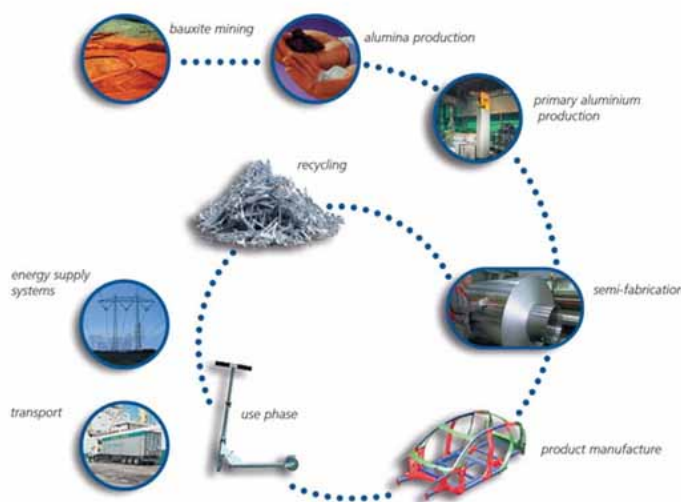 bauxite mining
alumina production
primary aluminium
production
recycling
energy supply
systems
semi-fabrication
transport
use phase
product manufacture